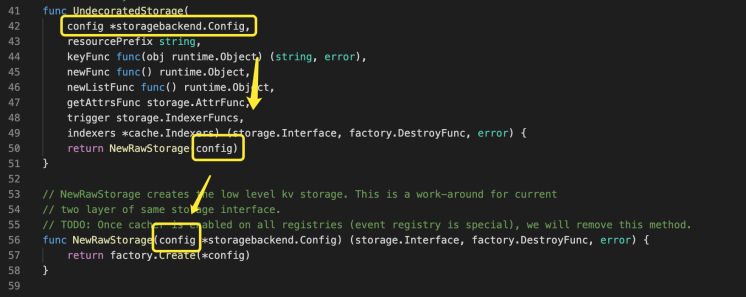 41 func UndecoratedStorage(
42 config *storagebackend.Config,
43 resourcePrefix string,
44 keyFunc func(obj runtime.Object) (string, error),
45 newFunc func() runtime.Object,
46 newListFunc func() runtime.Object,
47 getAttrsFunc storage.AttrFunc,
48 trigger storage.IndexerFuncs,
49 indexers *cache.Indexers) (storage.Interface, factory.DestroyFunc, error) {
50 return NewRawStorage(config)
51 }
52
53 // NewRawStorage creates the low level kv storage. This is a work-around for current
54 // two layer of same storage interface.
55 // TODO: Once cacher is enabled on all registries (event registry is special), we will remove this method.
56 func NewRawStorage(config *storagebackend.Config) (storage.Interface, factory.DestroyFunc, error) {
57 return factory.Create(*config)
58 }
59